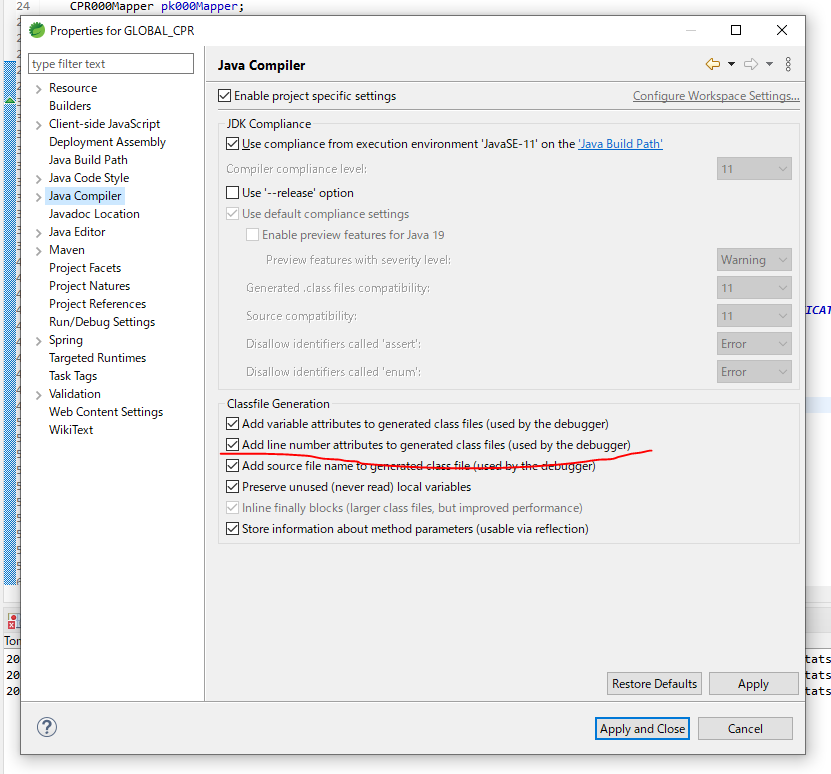 24 CPR000Mapper pk000Mapper;
Properties for GLOBAL_CPR
type filter text
Resource
Builders
Client-side JavaScript
Deployment Assembly
Java Build Path
Java Code Style
Java Compiler
Javadoc Location
Java Editor
Maven
Project Facets
Project Natures
Project References
Run/Debug Settings
Spring
Targeted Runtimes
Task Tags
Validation
Web Content Settings
WikiText
Java Compiler
Enable project specific settings
Configure Workspace Settings...
JDK Compliance
Use compliance from execution environment 'JavaSE-11' on the 'Java Build Path'
Compiler compliance level: 11
Use '--release' option
Use default compliance settings
Enable preview features for Java 19
Preview features with severity level: Warning
Generated .class files compatibility: 11
Source compatibility: 11
Disallow identifiers called 'assert': Error
Disallow identifiers called 'enum': Error
Classfile Generation
Add variable attributes to generated class files (used by the debugger)
Add line number attributes to generated class files (used by the debugger)
Add source file name to generated class file (used by the debugger)
Preserve unused (never read) local variables
Inline finally blocks (larger class files, but improved performance)
Store information about method parameters (usable via reflection)
Restore Defaults
Apply
Apply and Close
Cancel
ICAT
Tom
20
20
20
tats
tats
tats